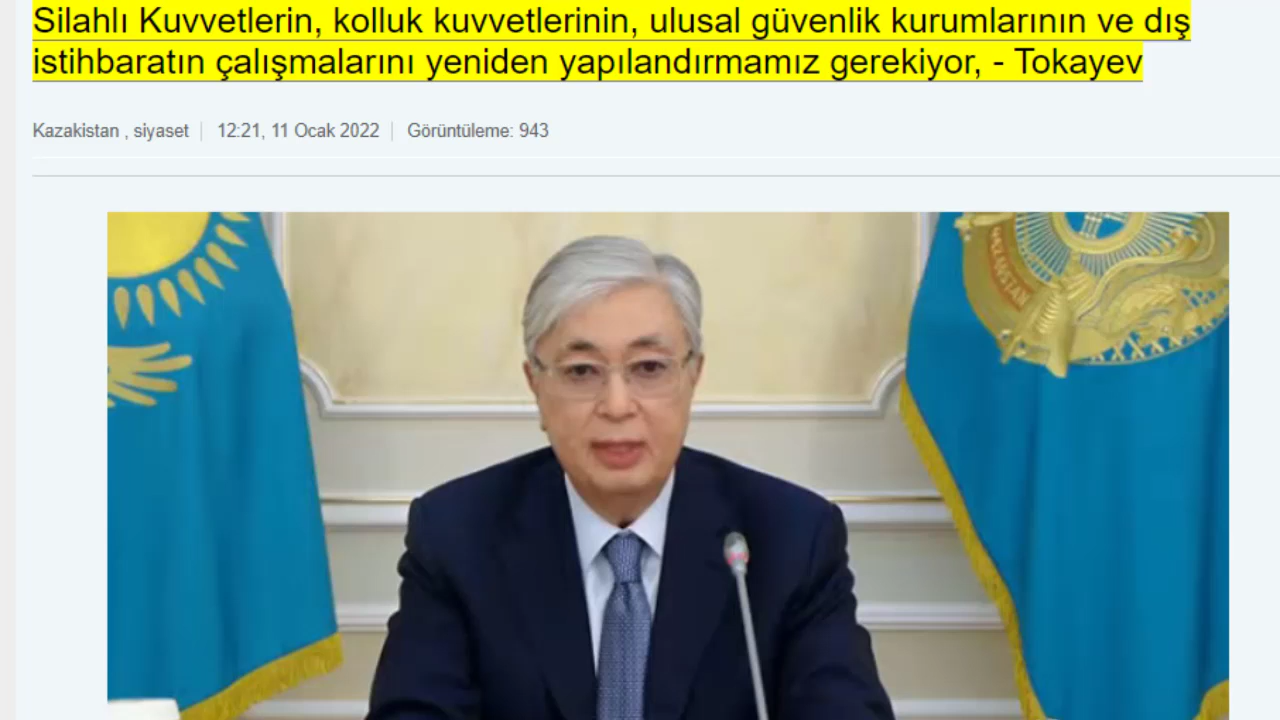 Silahlı Kuvvetlerin, kolluk kuvvetlerinin, ulusal güvenlik kurumlarının ve dış
istihbaratın çalışmalarını yeniden yapılandırmamız gerekiyor, - Tokayev
Kazakistan , siyaset 12:21, 11 Ocak 2022 Görüntüleme: 943